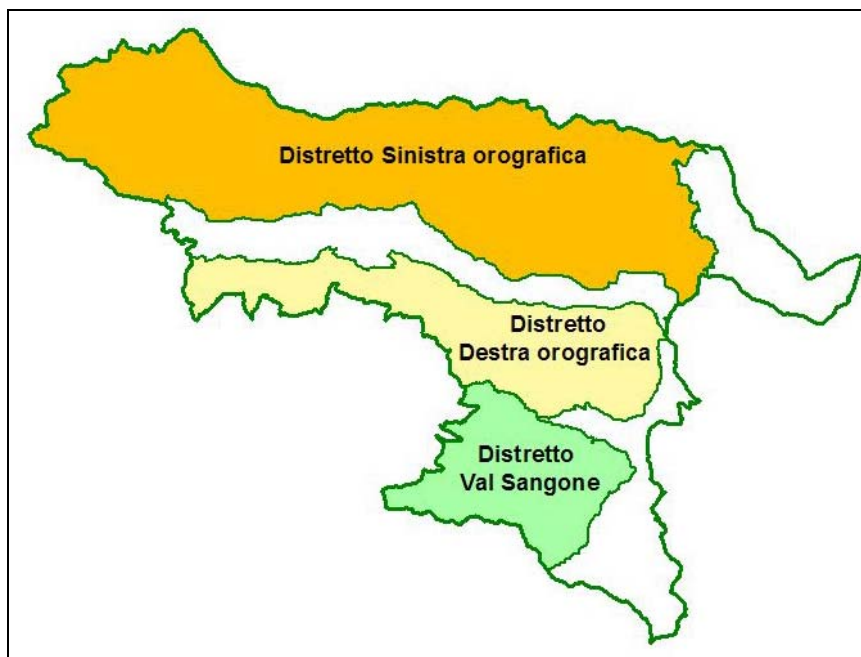 Distretto Sinistra orografica
Distretto
Destra orografica
Distretto
Val Sangone